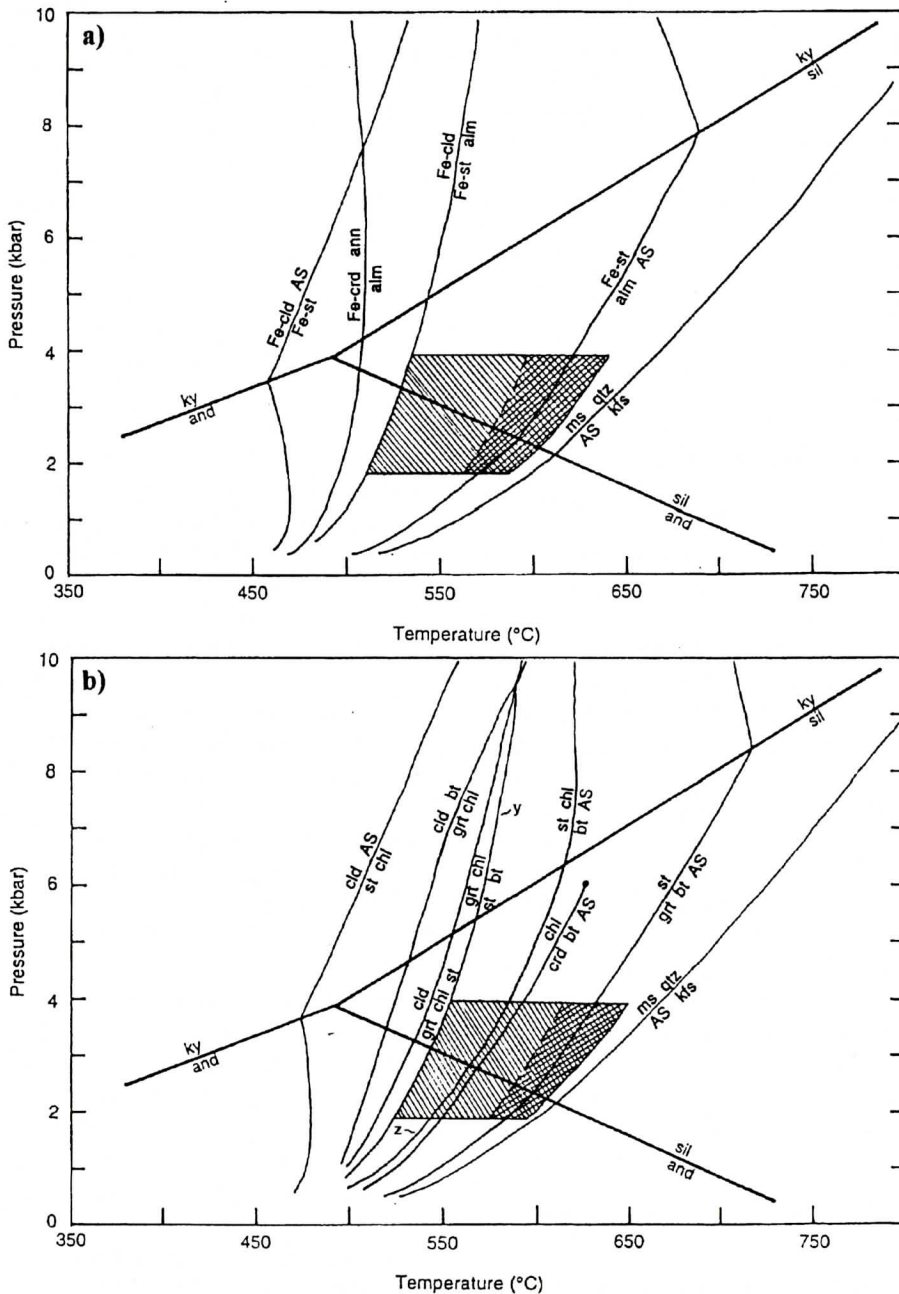 a)
10
8
6
4
2
0
Pressure (kbar)
350
450
550
650
750
Temperature (°C)
Fe-cld AS
Fe-st
Fe-crd ann
alm
Fe-cld
Fe-st alm
Fe-st
alm AS
ms qtz
AS kfs
ky
sil
ky
and
sil
and
b)
10
8
6
4
2
0
Pressure (kbar)
350
450
550
650
750
Temperature (°C)
cld AS
st chl
cld bt
grt chl
grt chl
st bt
cld
grt chl st
y
st chl
bt AS
chl
crd bt AS
st
grt bt AS
ms qtz
AS kfs
z
ky
sil
ky
and
sil
and